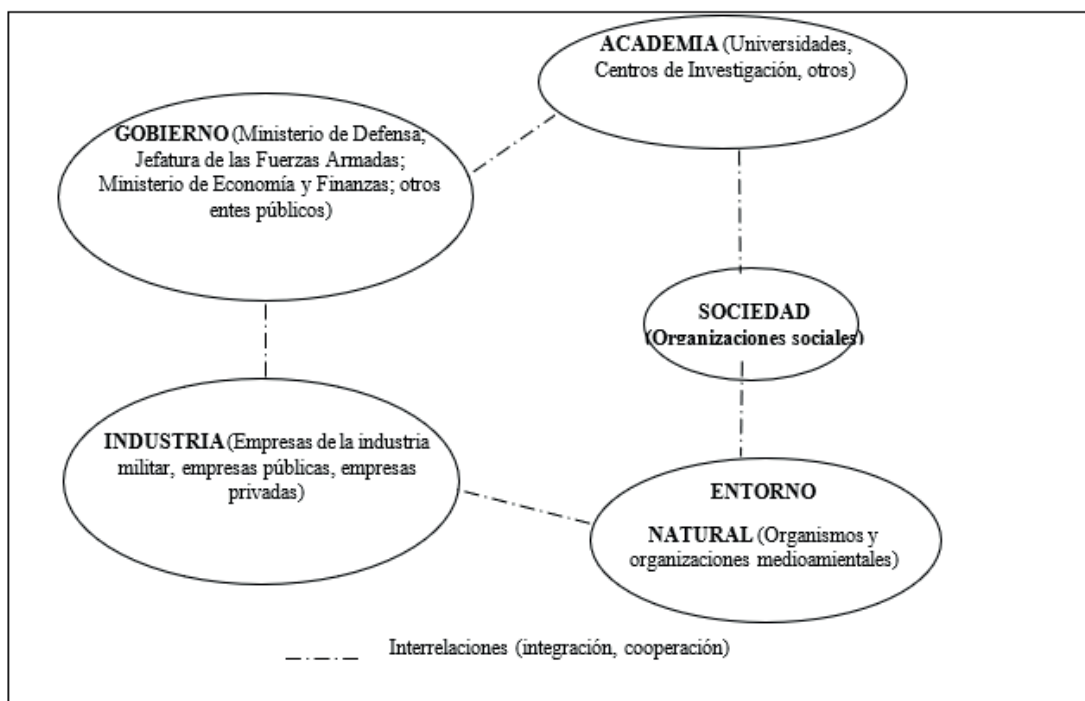 ACADEMIA (Universidades,
Centros de Investigación, otros)
GOBIERNO (Ministerio de Defensa;
Jefatura de las Fuerzas Armadas;
Ministerio de Economía y Finanzas; otros
entes públicos)
SOCIEDAD
(Organizaciones sociales)
INDUSTRIA (Empresas de la industria
militar, empresas públicas, empresas
privadas)
ENTORNO
NATURAL (Organismos y
organizaciones medioamientales)
Interrelaciones (integración, cooperación)